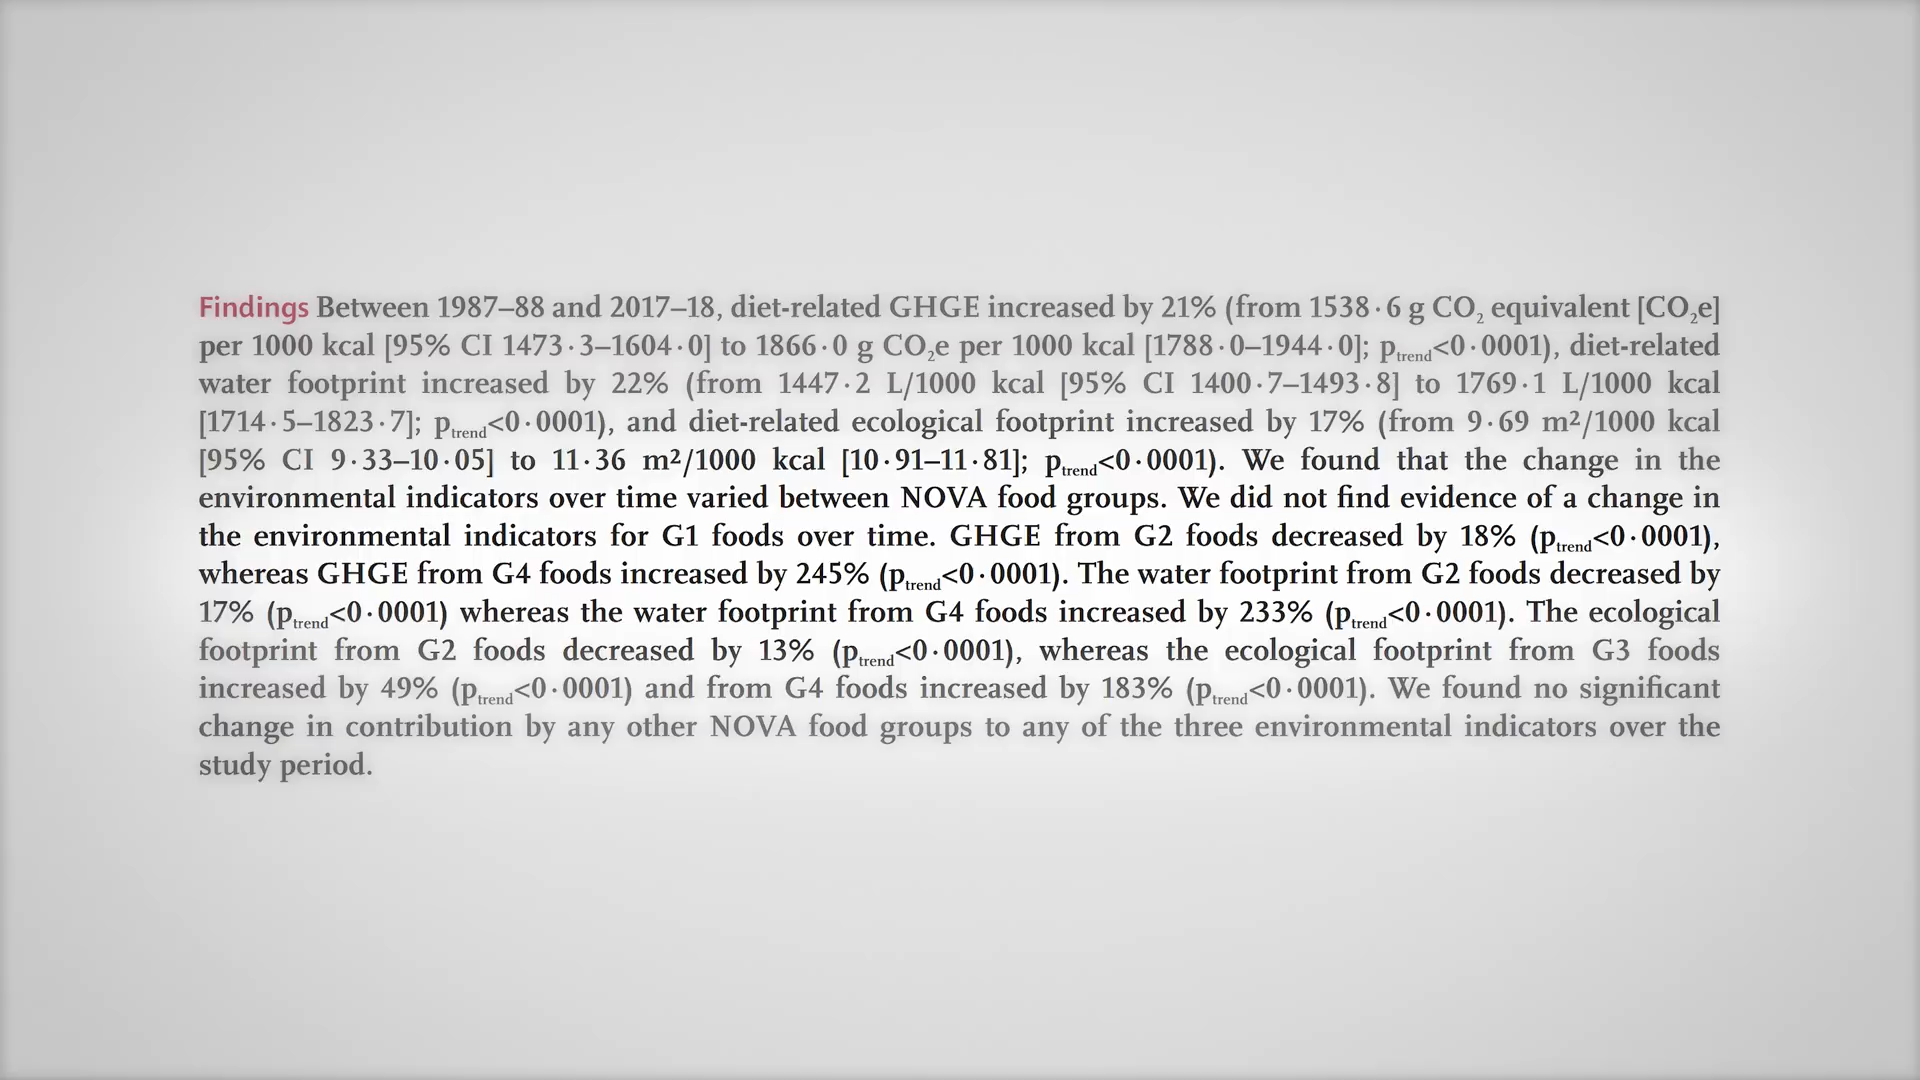 Findings Between 1987–88 and 2017–18, diet-related GHGE increased by 21% (from 1538·6 g CO₂ equivalent [CO₂e]
per 1000 kcal [95% CI 1473·3–1604·0] to 1866·0 g CO₂e per 1000 kcal [1788·0–1944·0]; ptrend<0·0001), diet-related
water footprint increased by 22% (from 1447·2 L/1000 kcal [95% CI 1400·7–1493·8] to 1769·1 L/1000 kcal
[1714·5–1823·7]; ptrend<0·0001), and diet-related ecological footprint increased by 17% (from 9·69 m²/1000 kcal
[95% CI 9·33–10·05] to 11·36 m²/1000 kcal [10·91–11·81]; ptrend<0·0001). We found that the change in the
environmental indicators over time varied between NOVA food groups. We did not find evidence of a change in
the environmental indicators for G1 foods over time. GHGE from G2 foods decreased by 18% (ptrend<0·0001),
whereas GHGE from G4 foods increased by 245% (ptrend<0·0001). The water footprint from G2 foods decreased by
17% (ptrend<0·0001) whereas the water footprint from G4 foods increased by 233% (ptrend<0·0001). The ecological
footprint from G2 foods decreased by 13% (ptrend<0·0001), whereas the ecological footprint from G3 foods
increased by 49% (ptrend<0·0001) and from G4 foods increased by 183% (ptrend<0·0001). We found no significant
change in contribution by any other NOVA food groups to any of the three environmental indicators over the
study period.